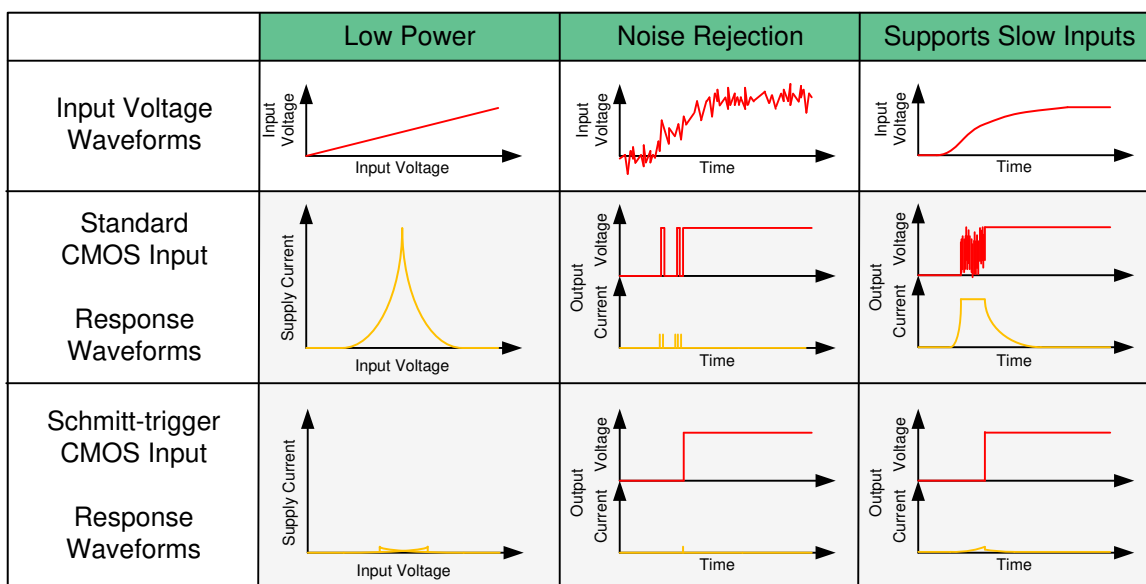 Low Power
Noise Rejection
Supports Slow Inputs
Input Voltage
Waveforms
Input
Voltage
Input Voltage
Input
Voltage
Time
Input
Voltage
Time
Standard
CMOS Input
Response
Waveforms
Supply Current
Input Voltage
Output
Voltage
Current
Time
Output
Voltage
Current
Time
Schmitt-trigger
CMOS Input
Response
Waveforms
Supply Current
Input Voltage
Output
Voltage
Current
Time
Output
Voltage
Current
Time